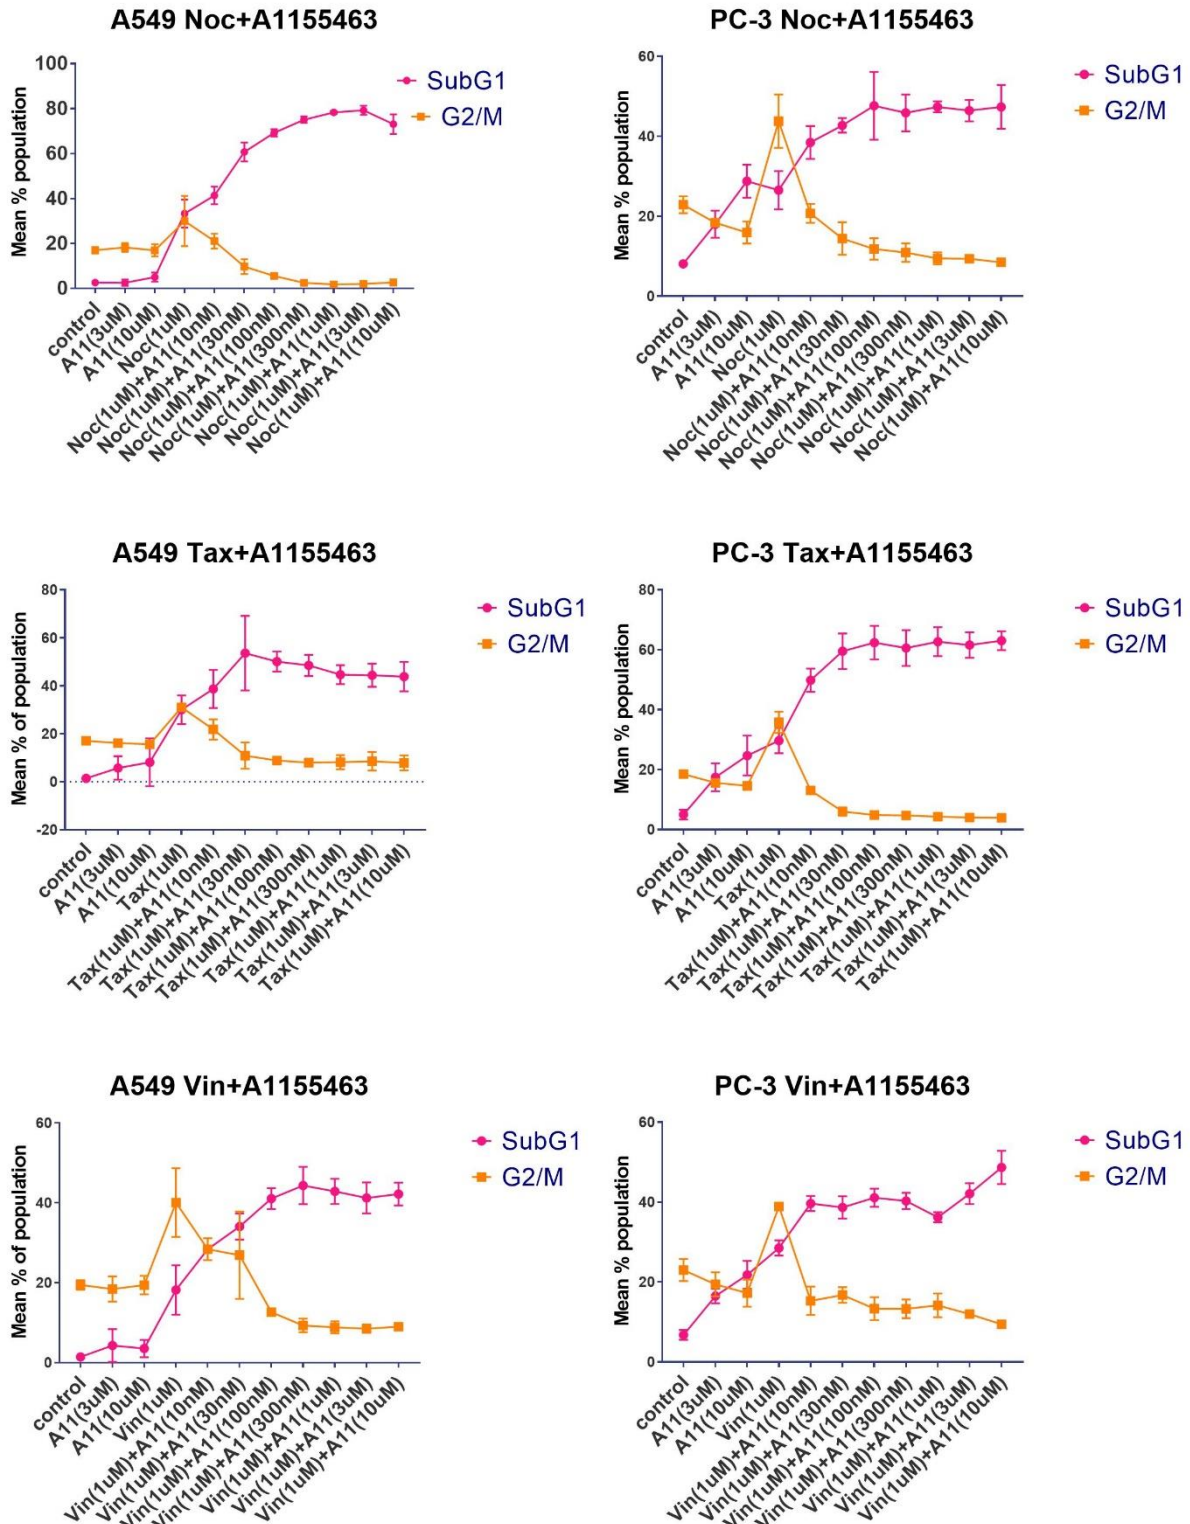 A549 Noc+A1155463
Mean % population
100
80
60
40
20
0
SubG1
G2/M
control
A11(3uM)
A11(10uM)
Noc(1uM)
Noc(1uM)+A11(10nM)
Noc(1uM)+A11(30nM)
Noc(1uM)+A11(100nM)
Noc(1uM)+A11(300nM)
Noc(1uM)+A11(1uM)
Noc(1uM)+A11(3uM)
Noc(1uM)+A11(10uM)
PC-3 Noc+A1155463
Mean % population
60
40
20
0
SubG1
G2/M
control
A11(3uM)
A11(10uM)
Noc(1uM)
Noc(1uM)+A11(10nM)
Noc(1uM)+A11(30nM)
Noc(1uM)+A11(100nM)
Noc(1uM)+A11(300nM)
Noc(1uM)+A11(1uM)
Noc(1uM)+A11(3uM)
Noc(1uM)+A11(10uM)
A549 Tax+A1155463
Mean % of population
80
60
40
20
0
-20
SubG1
G2/M
control
A11(3uM)
A11(10uM)
Tax(1uM)
Tax(1uM)+A11(10nM)
Tax(1uM)+A11(30nM)
Tax(1uM)+A11(100nM)
Tax(1uM)+A11(300nM)
Tax(1uM)+A11(1uM)
Tax(1uM)+A11(3uM)
Tax(1uM)+A11(10uM)
PC-3 Tax+A1155463
Mean % population
80
60
40
20
0
SubG1
G2/M
control
A11(3uM)
A11(10uM)
Tax(1uM)
Tax(1uM)+A11(10nM)
Tax(1uM)+A11(30nM)
Tax(1uM)+A11(100nM)
Tax(1uM)+A11(300nM)
Tax(1uM)+A11(1uM)
Tax(1uM)+A11(3uM)
Tax(1uM)+A11(10uM)
A549 Vin+A1155463
Mean % of population
60
40
20
0
SubG1
G2/M
control
A11(3uM)
A11(10uM)
Vin(1uM)
Vin(1uM)+A11(10nM)
Vin(1uM)+A11(30nM)
Vin(1uM)+A11(100nM)
Vin(1uM)+A11(300nM)
Vin(1uM)+A11(1uM)
Vin(1uM)+A11(3uM)
Vin(1uM)+A11(10uM)
PC-3 Vin+A1155463
Mean % population
60
40
20
0
SubG1
G2/M
control
A11(3uM)
A11(10uM)
Vin(1uM)
Vin(1uM)+A11(10nM)
Vin(1uM)+A11(30nM)
Vin(1uM)+A11(100nM)
Vin(1uM)+A11(300nM)
Vin(1uM)+A11(1uM)
Vin(1uM)+A11(3uM)
Vin(1uM)+A11(10uM)